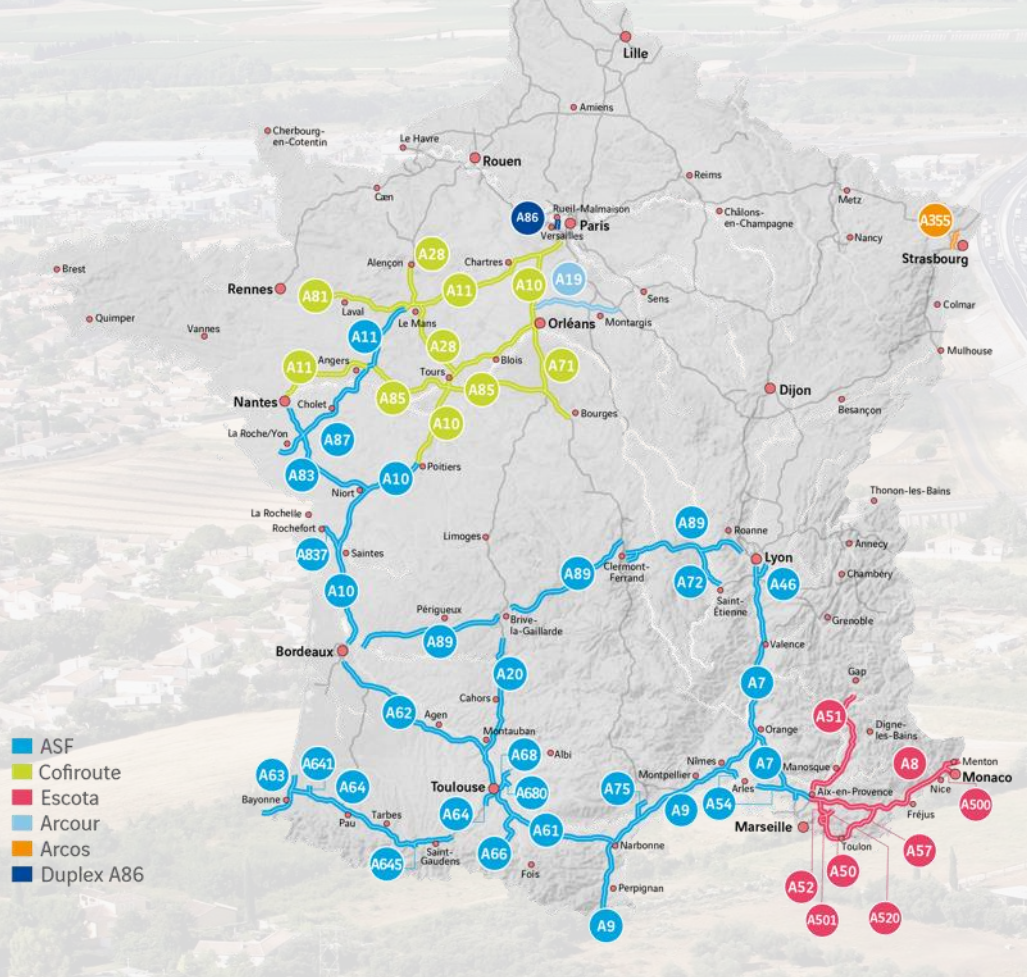 Lille
Amiens
Cherbourg-
en-Cotentin
Le Havre
Rouen
Reims
Cæn
Metz
Rueil-Malmaison
A86
Paris
Versailles
Châlons-
en-Champagne
A355
Nancy
Strasbourg
Brest
Alençon
A28
Chartres
Rennes
A81
A11
A10
A19
Laval
Le Mans
Sens
Colmar
Quimper
Vannes
A11
Orléans
Montargis
A28
Mulhouse
A11
Angers
Blois
A71
Tours
A85
A85
Dijon
Nantes
Cholet
Besançon
A10
Bourges
La Roche/Yon
A87
A83
A10
Poitiers
Niort
Thonon-les-Bains
La Rochelle
Rochefort
A89
Roanne
Limoges
A837
Saintes
Annecy
Lyon
Clermont-
Ferrand
A89
A72
A46
Chambéry
A10
Saint-
Étienne
Périgueux
Brive-
la-Gaillarde
Grenoble
A89
Bordeaux
Valence
A20
Gap
A7
Cahors
A62
Agen
A51
Orange
Digne-
les-Bains
Montauban
ASF
A68
Albi
A641
Nîmes
A7
Manosque
A8
Menton
Monaco
Cofiroute
A63
Montpellier
A64
Toulouse
A680
A75
Arles
Aix-en-Provence
Nice
Escota
Bayonne
A9
A54
A500
Fréjus
A64
Pau
Tarbes
Arcour
A61
Marseille
Arcos
Saint-
Gaudens
A66
Narbonne
Toulon
A57
A645
Duplex A86
Fois
A50
Perpignan
A52
A9
A501
A520